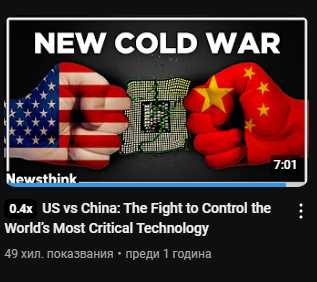 NEW COLD WAR
7:01
Newsthink
0.4x US vs China: The Fight to Control the
World's Most Critical Technology
49 хил. показвания • преди 1 година